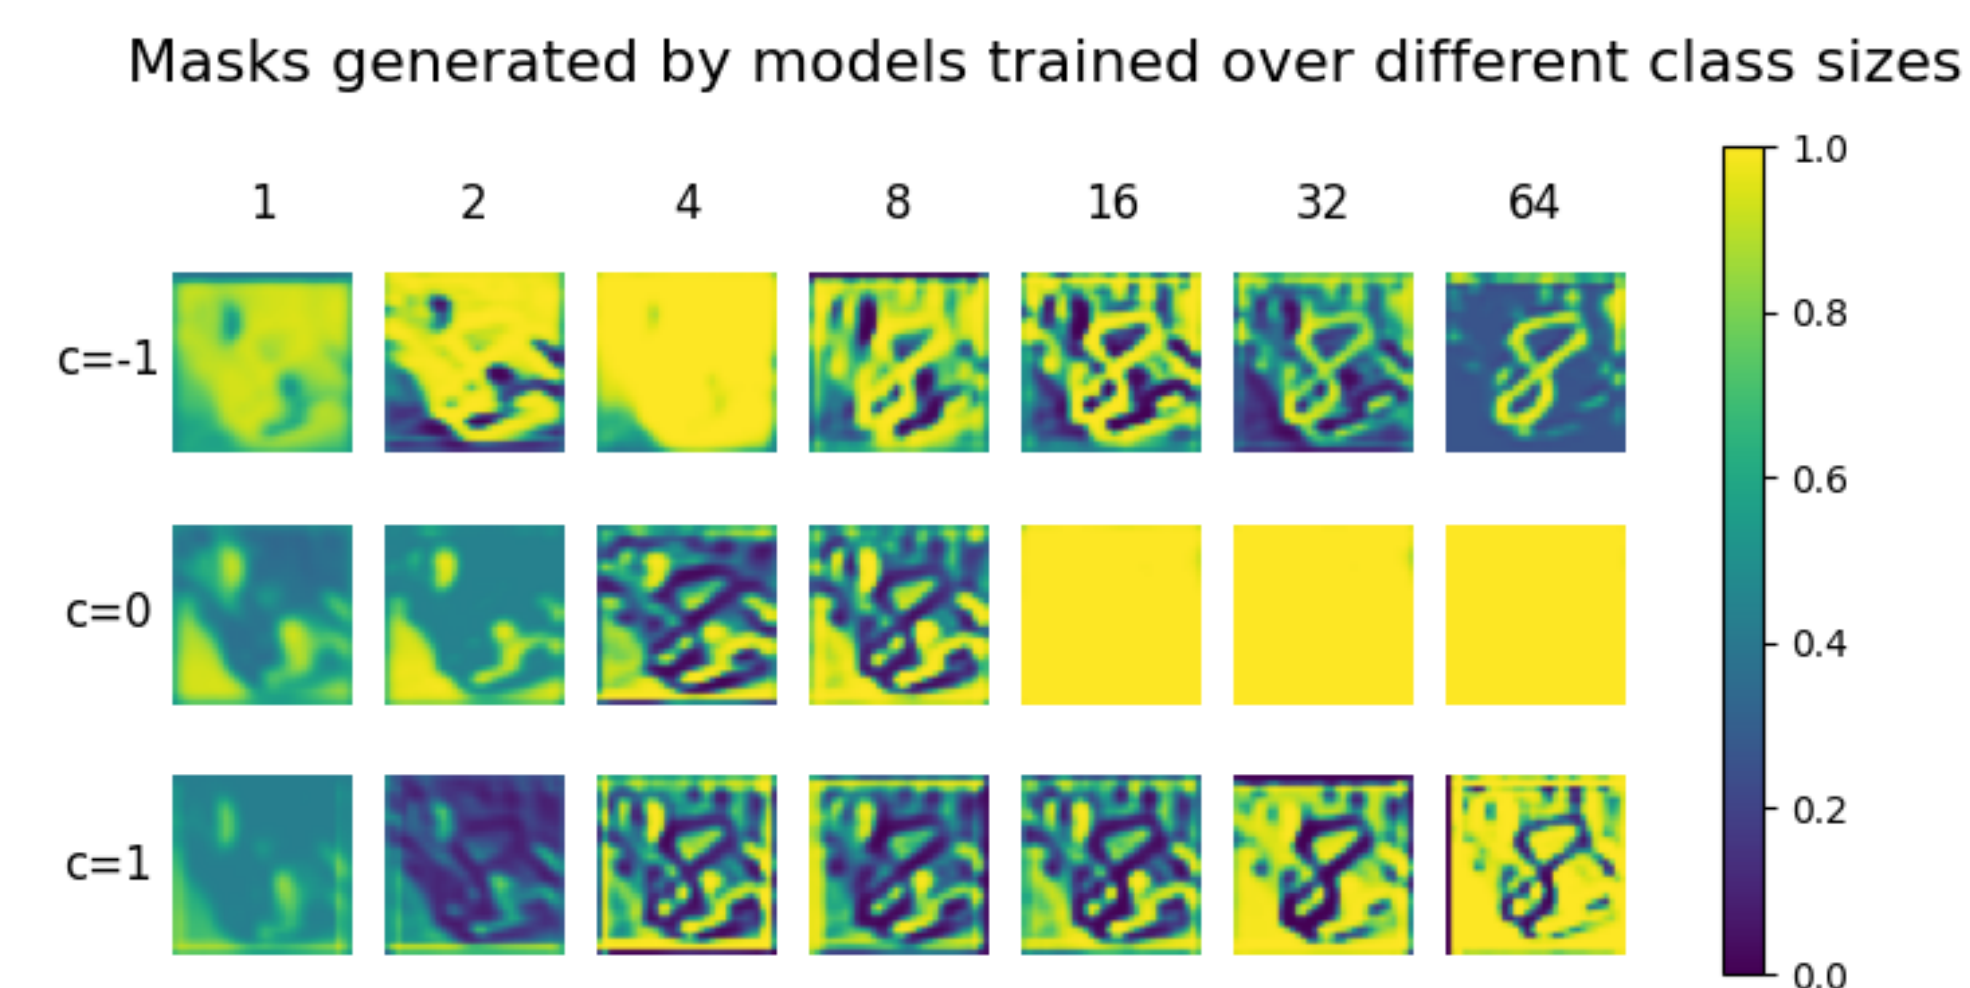 Masks generated by models trained over different class sizes
1 2 4 8 16 32 64
c=-1
c=0
c=1
1.0
0.8
0.6
0.4
0.2
0.0